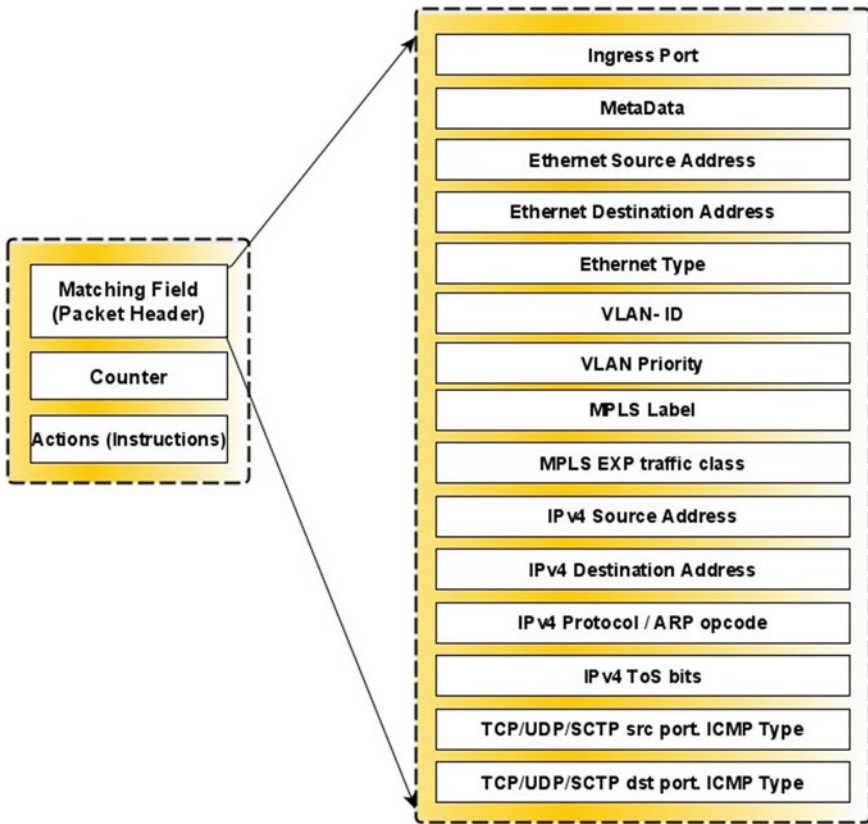 Matching Field
(Packet Header)
Counter
Actions (Instructions)
Ingress Port
MetaData
Ethernet Source Address
Ethernet Destination Address
Ethernet Type
VLAN- ID
VLAN Priority
MPLS Label
MPLS EXP traffic class
IPv4 Source Address
IPv4 Destination Address
IPv4 Protocol / ARP opcode
IPv4 ToS bits
TCP/UDP/SCTP src port. ICMP Type
TCP/UDP/SCTP dst port. ICMP Type